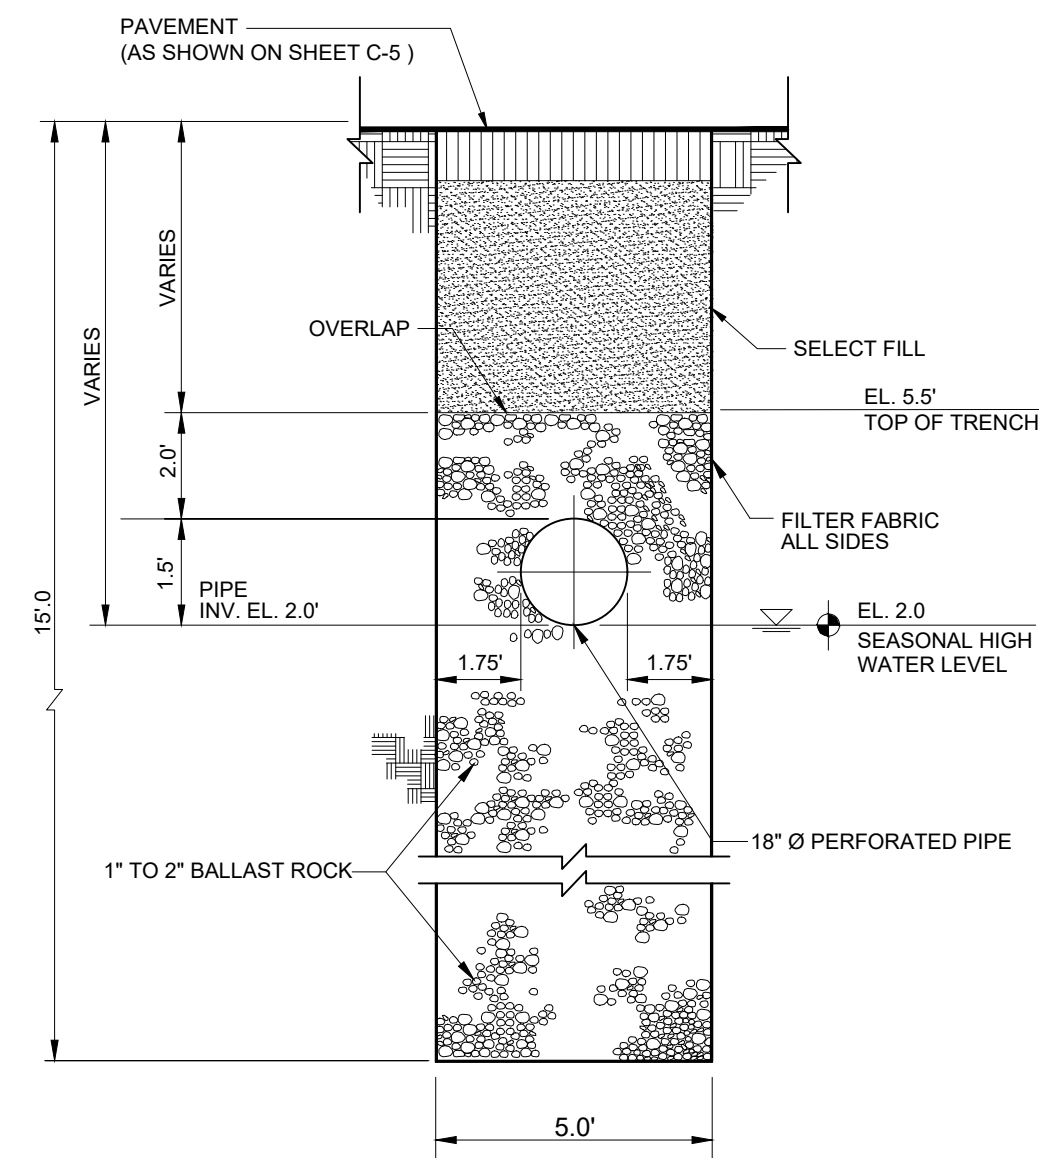 PAVEMENT
(AS SHOWN ON SHEET C-5 )
VARIES
VARIES
OVERLAP
SELECT FILL
EL. 5.5'
TOP OF TRENCH
2.0'
FILTER FABRIC
ALL SIDES
1.5'
PIPE
INV. EL. 2.0'
15'.0
EL. 2.0
SEASONAL HIGH
WATER LEVEL
1.75'
1.75'
18" Ø PERFORATED PIPE
1" TO 2" BALLAST ROCK
5.0'